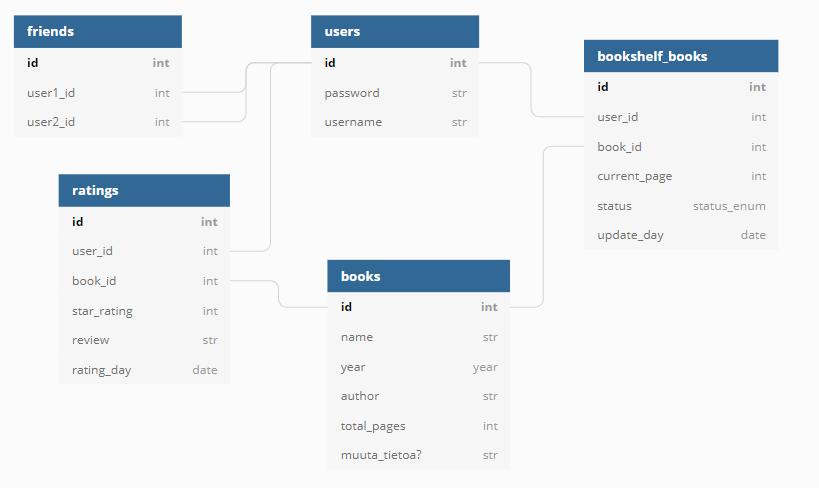 friends
id int
user1_id int
user2_id int
users
id int
password str
username str
bookshelf_books
id int
user_id int
book_id int
current_page int
status status_enum
update_day date
ratings
id int
user_id int
book_id int
star_rating int
review str
rating_day date
books
id int
name str
year year
author str
total_pages int
muuta_tietoa? str